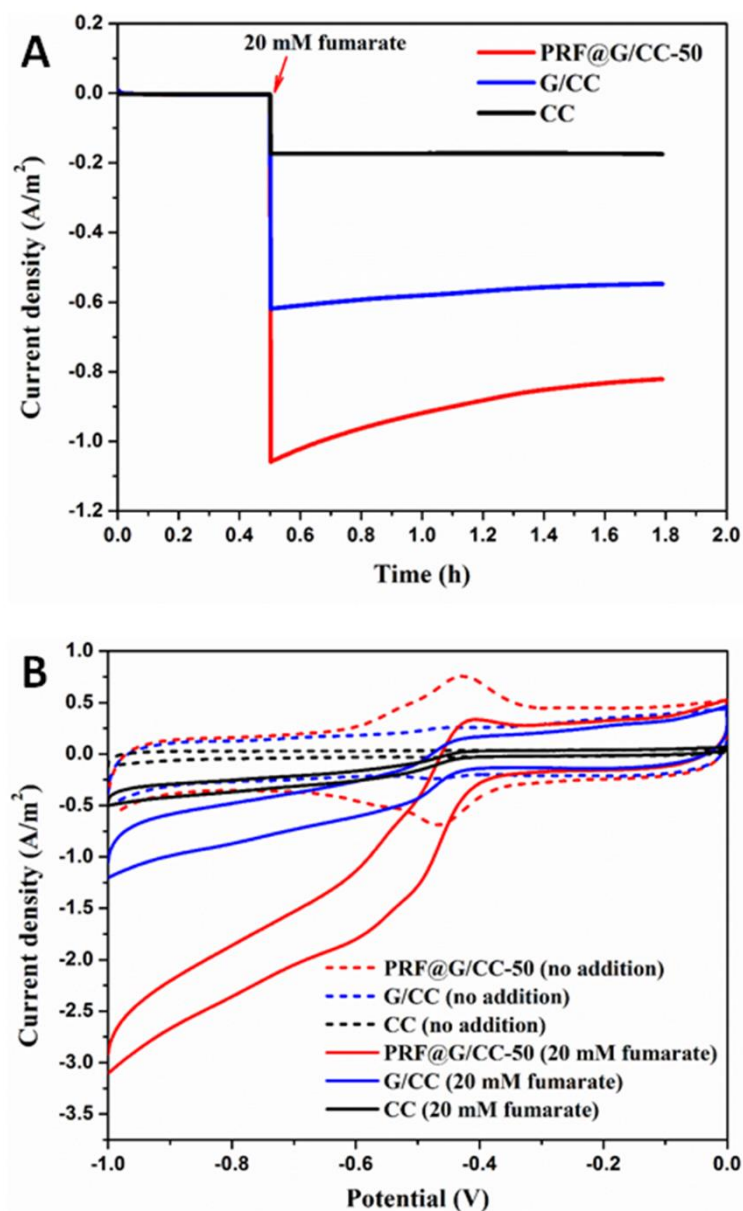 A
20 mM fumarate
PRF@G/CC-50
G/CC
CC
0.2
0.0
-0.2
-0.4
-0.6
-0.8
-1.0
-1.2
Current density (A/m²)
0.0 0.2 0.4 0.6 0.8 1.0 1.2 1.4 1.6 1.8 2.0
Time (h)
B
1.0
0.5
0.0
-0.5
-1.0
-1.5
-2.0
-2.5
-3.0
-3.5
Current density (A/m²)
PRF@G/CC-50 (no addition)
G/CC (no addition)
CC (no addition)
PRF@G/CC-50 (20 mM fumarate)
G/CC (20 mM fumarate)
CC (20 mM fumarate)
-1.0 -0.8 -0.6 -0.4 -0.2 0.0
Potential (V)